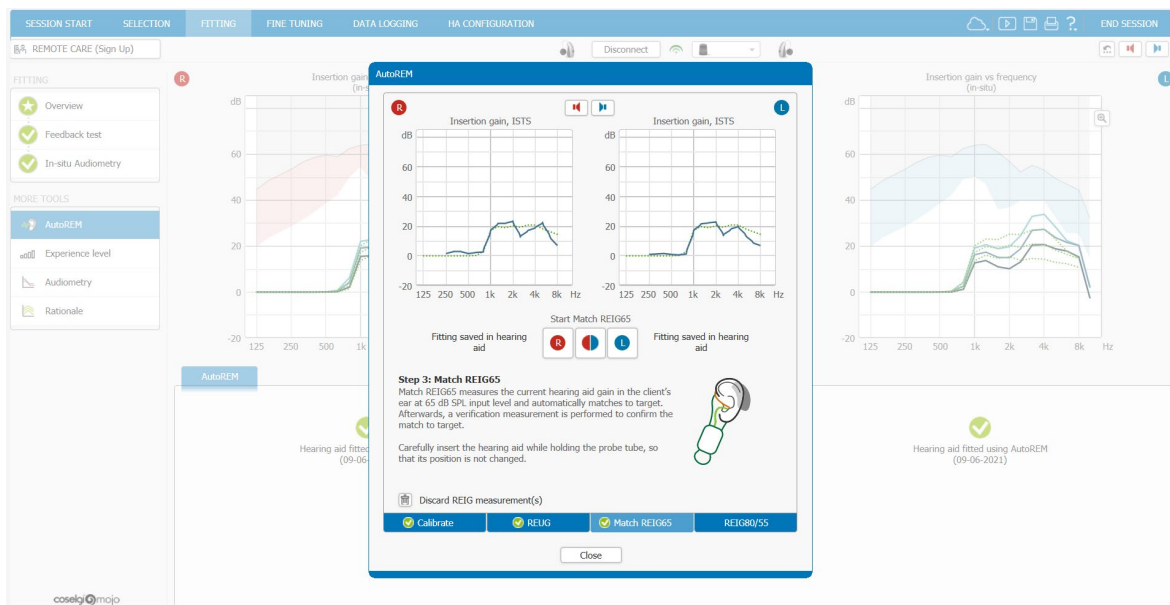 SESSION START SELECTION FITTING FINE TUNING DATA LOGGING HA CONFIGURATION END SESSION
REMOTE CARE (Sign Up) Disconnect
FITTING
Overview
Feedback test
In-situ Audiometry
MORE TOOLS
AutoREM
Experience level
Audiometry
Rationale
R
Insertion gain
(in-s
dB
60
40
20
0
-20
125 250 500 1k
AutoREM
R L
Insertion gain, ISTS
dB
60
40
20
0
-20
125 250 500 1k 2k 4k 8k Hz
Insertion gain, ISTS
dB
60
40
20
0
-20
125 250 500 1k 2k 4k 8k Hz
Start Match REIG65
Fitting saved in hearing
aid
R L
Fitting saved in hearing
aid
Step 3: Match REIG65
Match REIG65 measures the current hearing aid gain in the client's
ear at 65 dB SPL input level and automatically matches to target.
Afterwards, a verification measurement is performed to confirm the
match to target.
Carefully insert the hearing aid while holding the probe tube, so
that its position is not changed.
Discard REIG measurement(s)
Calibrate REUG Match REIG65 REIG80/55
Close
Insertion gain vs frequency
(in-situ)
L
dB
60
40
20
0
-20
125 250 500 1k 2k 4k 8k Hz
AutoREM
Hearing aid fitted
(09-06-
Hearing aid fitted using AutoREM
(09-06-2021)
coselgi mojo